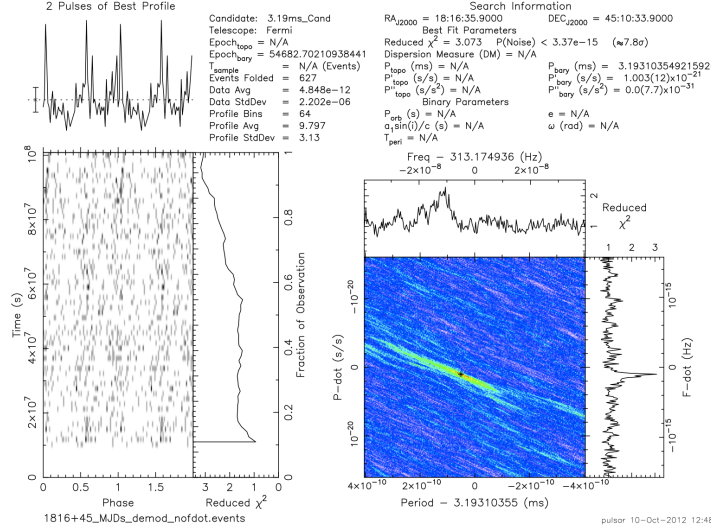 2 Pulses of Best Profile
Search Information
Candidate: 3.19ms_Cand
Telescope: Fermi
Epoch_topo = N/A
Epoch_bary = 54682.70210938441
T_sample = N/A (Events)
Events Folded = 627
Data Avg = 4.848e-12
Data StdDev = 2.202e-06
Profile Bins = 64
Profile Avg = 9.797
Profile StdDev = 3.13
RA_J2000 = 18:16:35.9000 DEC_J2000 = 45:10:33.9000
Best Fit Parameters
Reduced χ² = 3.073 P(Noise) < 3.37e-15 (≈7.8σ)
Dispersion Measure (DM) = N/A
P_topo (ms) = N/A P_bary (ms) = 3.19310354921592
P'_topo (s/s) = N/A P'_bary (s/s) = 1.003(12)×10⁻²¹
P''_topo (s/s²) = N/A P''_bary (s/s²) = 0.0(7.7)×10⁻³¹
Binary Parameters
P_orb (s) = N/A e = N/A
a₁sin(i)/c (s) = N/A ω (rad) = N/A
T_peri = N/A
Freq - 313.174936 (Hz)
−2×10⁻⁸ 0 2×10⁻⁸
1 2
Reduced χ²
1 2 3
Time (s)
0 2×10⁷ 4×10⁷ 6×10⁷ 8×10⁷ 10⁸
Fraction of Observation
0 0.2 0.4 0.6 0.8 1
0 0.5 1 1.5
Phase
3 2 1 0
Reduced χ²
P-dot (s/s)
−10⁻²⁰ 0 10⁻²⁰
F-dot (Hz)
10⁻¹⁵ 0 −10⁻¹⁵
4×10⁻¹⁰ 2×10⁻¹⁰ 0 −2×10⁻¹⁰ −4×10⁻¹⁰
Period - 3.19310355 (ms)
1816+45_MJDs_demod_nofdot.events
pulsar 10-Oct-2012 12:48